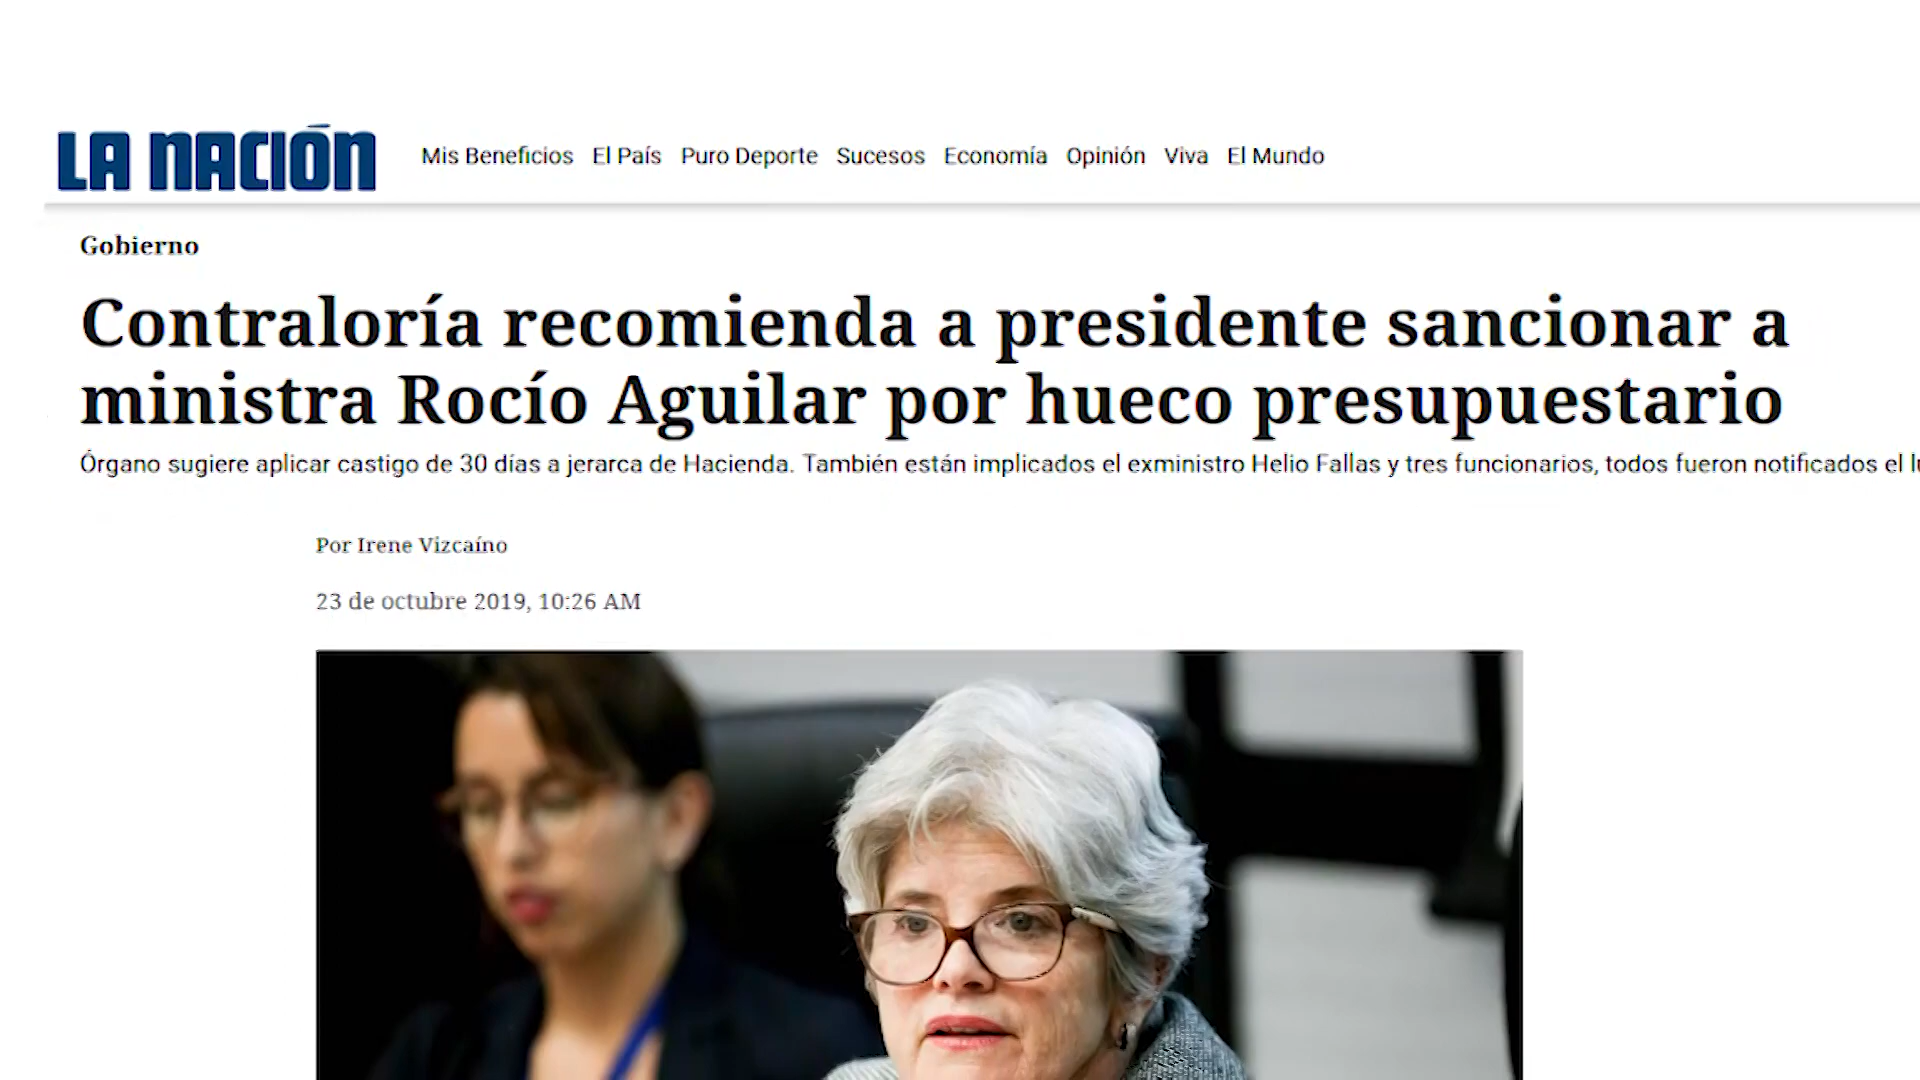 LA NACIÓN
Mis Beneficios El País Puro Deporte Sucesos Economía Opinión Viva El Mundo
Gobierno
Contraloría recomienda a presidente sancionar a
ministra Rocío Aguilar por hueco presupuestario
Órgano sugiere aplicar castigo de 30 días a jerarca de Hacienda. También están implicados el exministro Helio Fallas y tres funcionarios, todos fueron notificados el
Por Irene Vizcaíno
23 de octubre 2019, 10:26 AM